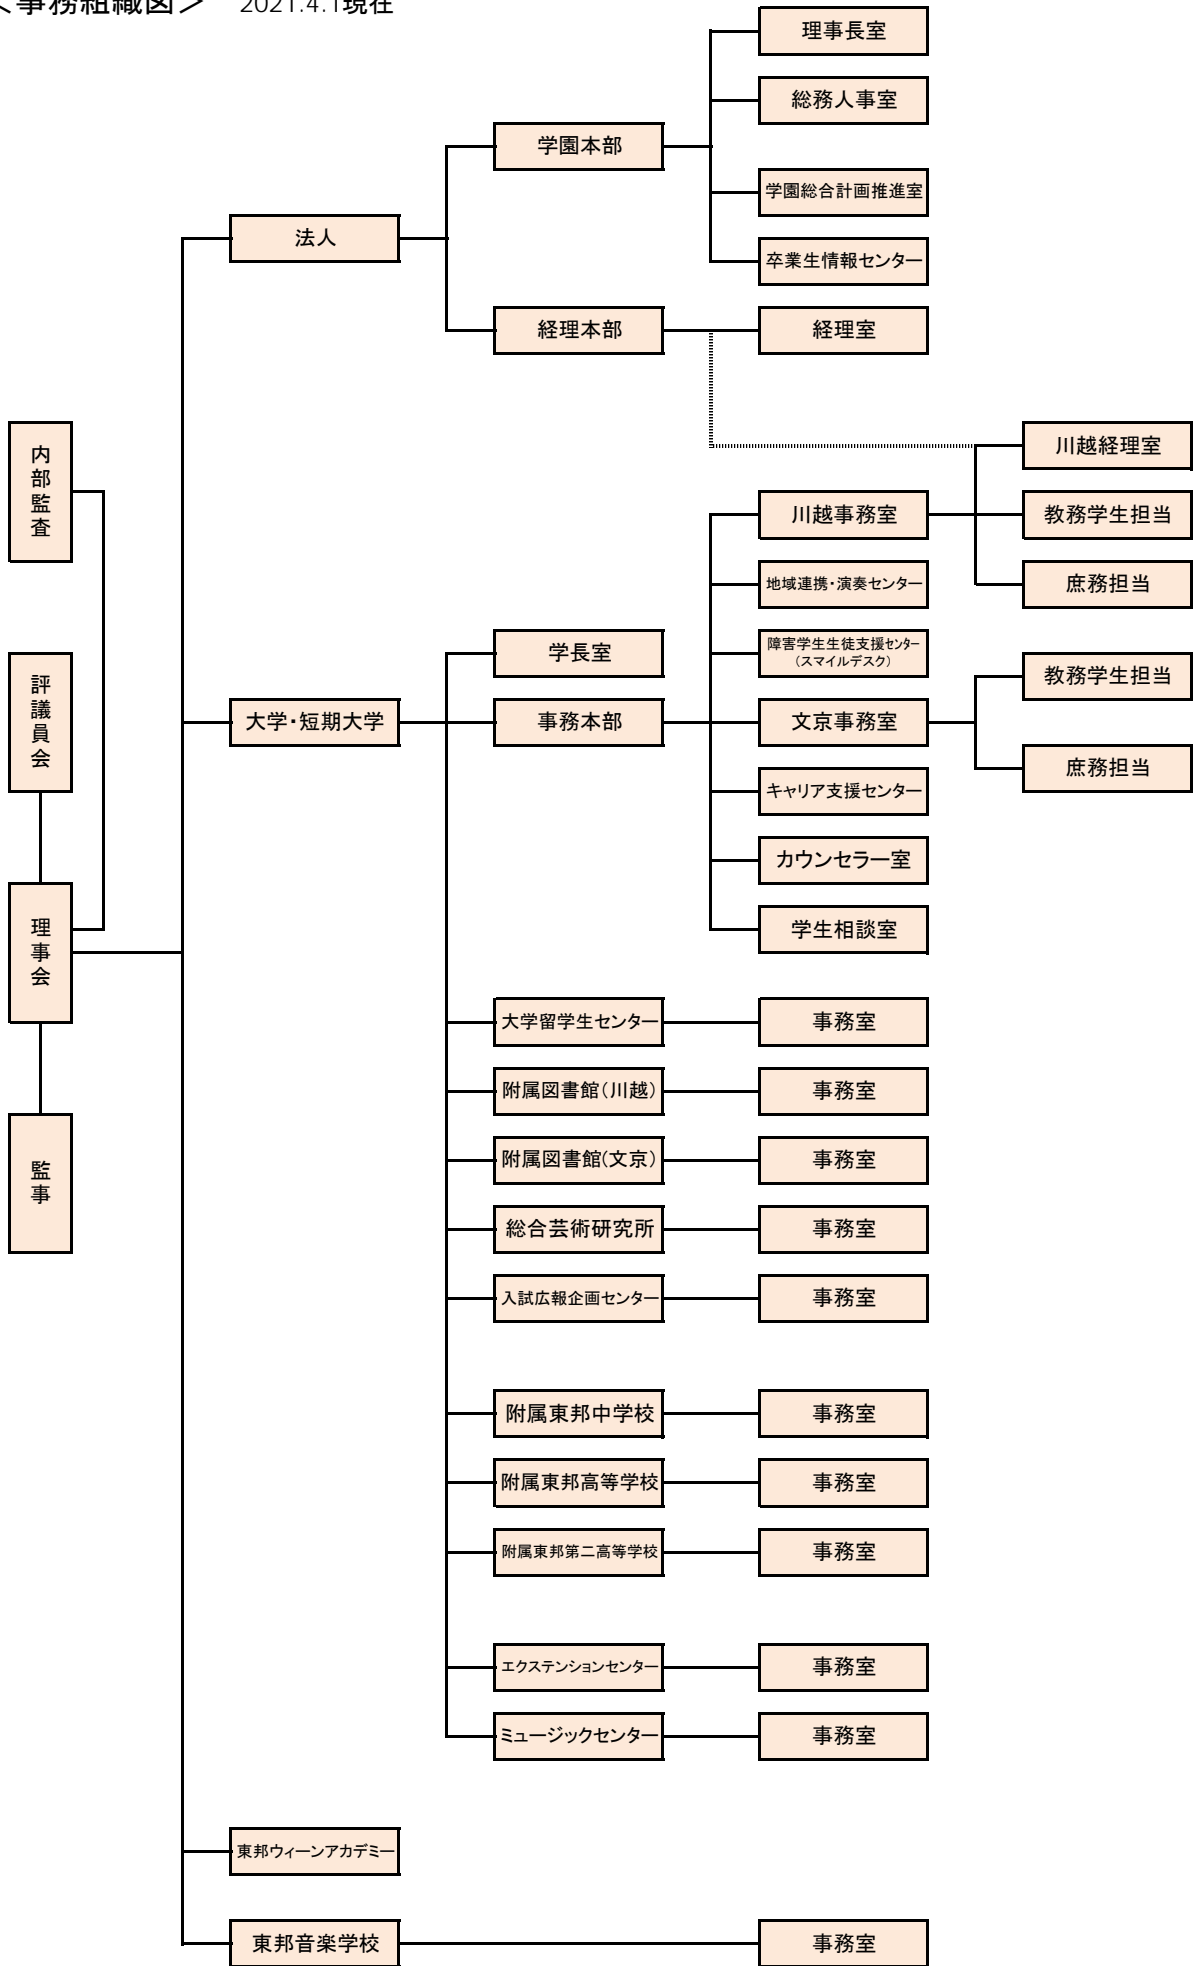 <事務組織図> 2021.4.1現在
理事長室
総務人事室
学園本部
学園総合計画推進室
法人
卒業生情報センター
経理本部
経理室
内部監査
川越経理室
川越事務室
教務学生担当
地域連携・演奏センター
庶務担当
学長室
障害学生生徒支援センター
(スマイルデスク)
教務学生担当
評議員会
大学・短期大学
事務本部
文京事務室
庶務担当
キャリア支援センター
カウンセラー室
理事会
学生相談室
大学留学生センター
事務室
附属図書館(川越)
事務室
附属図書館(文京)
事務室
監事
総合芸術研究所
事務室
入試広報企画センター
事務室
附属東邦中学校
事務室
附属東邦高等学校
事務室
附属東邦第二高等学校
事務室
エクステンションセンター
事務室
ミュージックセンター
事務室
東邦ウィーンアカデミー
東邦音楽学校
事務室